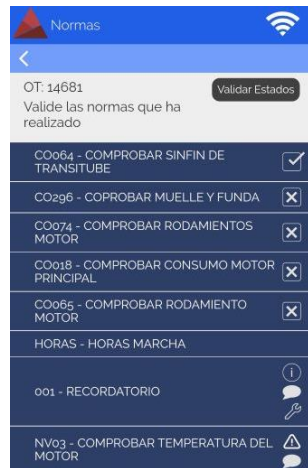 Normas
OT: 14681
Validar Estados
Valide las normas que ha
realizado
CO064 - COMPROBAR SINFIN DE
TRANSITUBE
CO296 - COPROBAR MUELLE Y FUNDA
CO074 - COMPROBAR RODAMIENTOS
MOTOR
CO018 - COMPROBAR CONSUMO MOTOR
PRINCIPAL
CO065 - COMPROBAR RODAMIENTO
MOTOR
HORAS - HORAS MARCHA
001 - RECORDATORIO
NV03 - COMPROBAR TEMPERATURA DEL
MOTOR